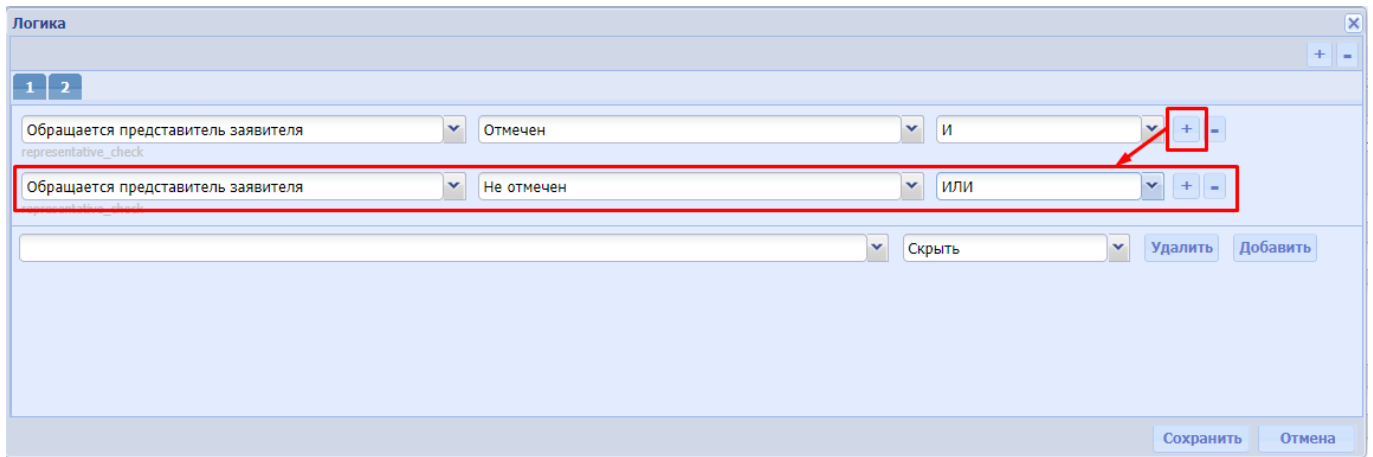 Логика
+ -
1 2
Обращается представитель заявителя Отмечен И + -
representative_check
Обращается представитель заявителя Не отмечен ИЛИ + -
representative_check
Скрыть Удалить Добавить
Сохранить Отмена